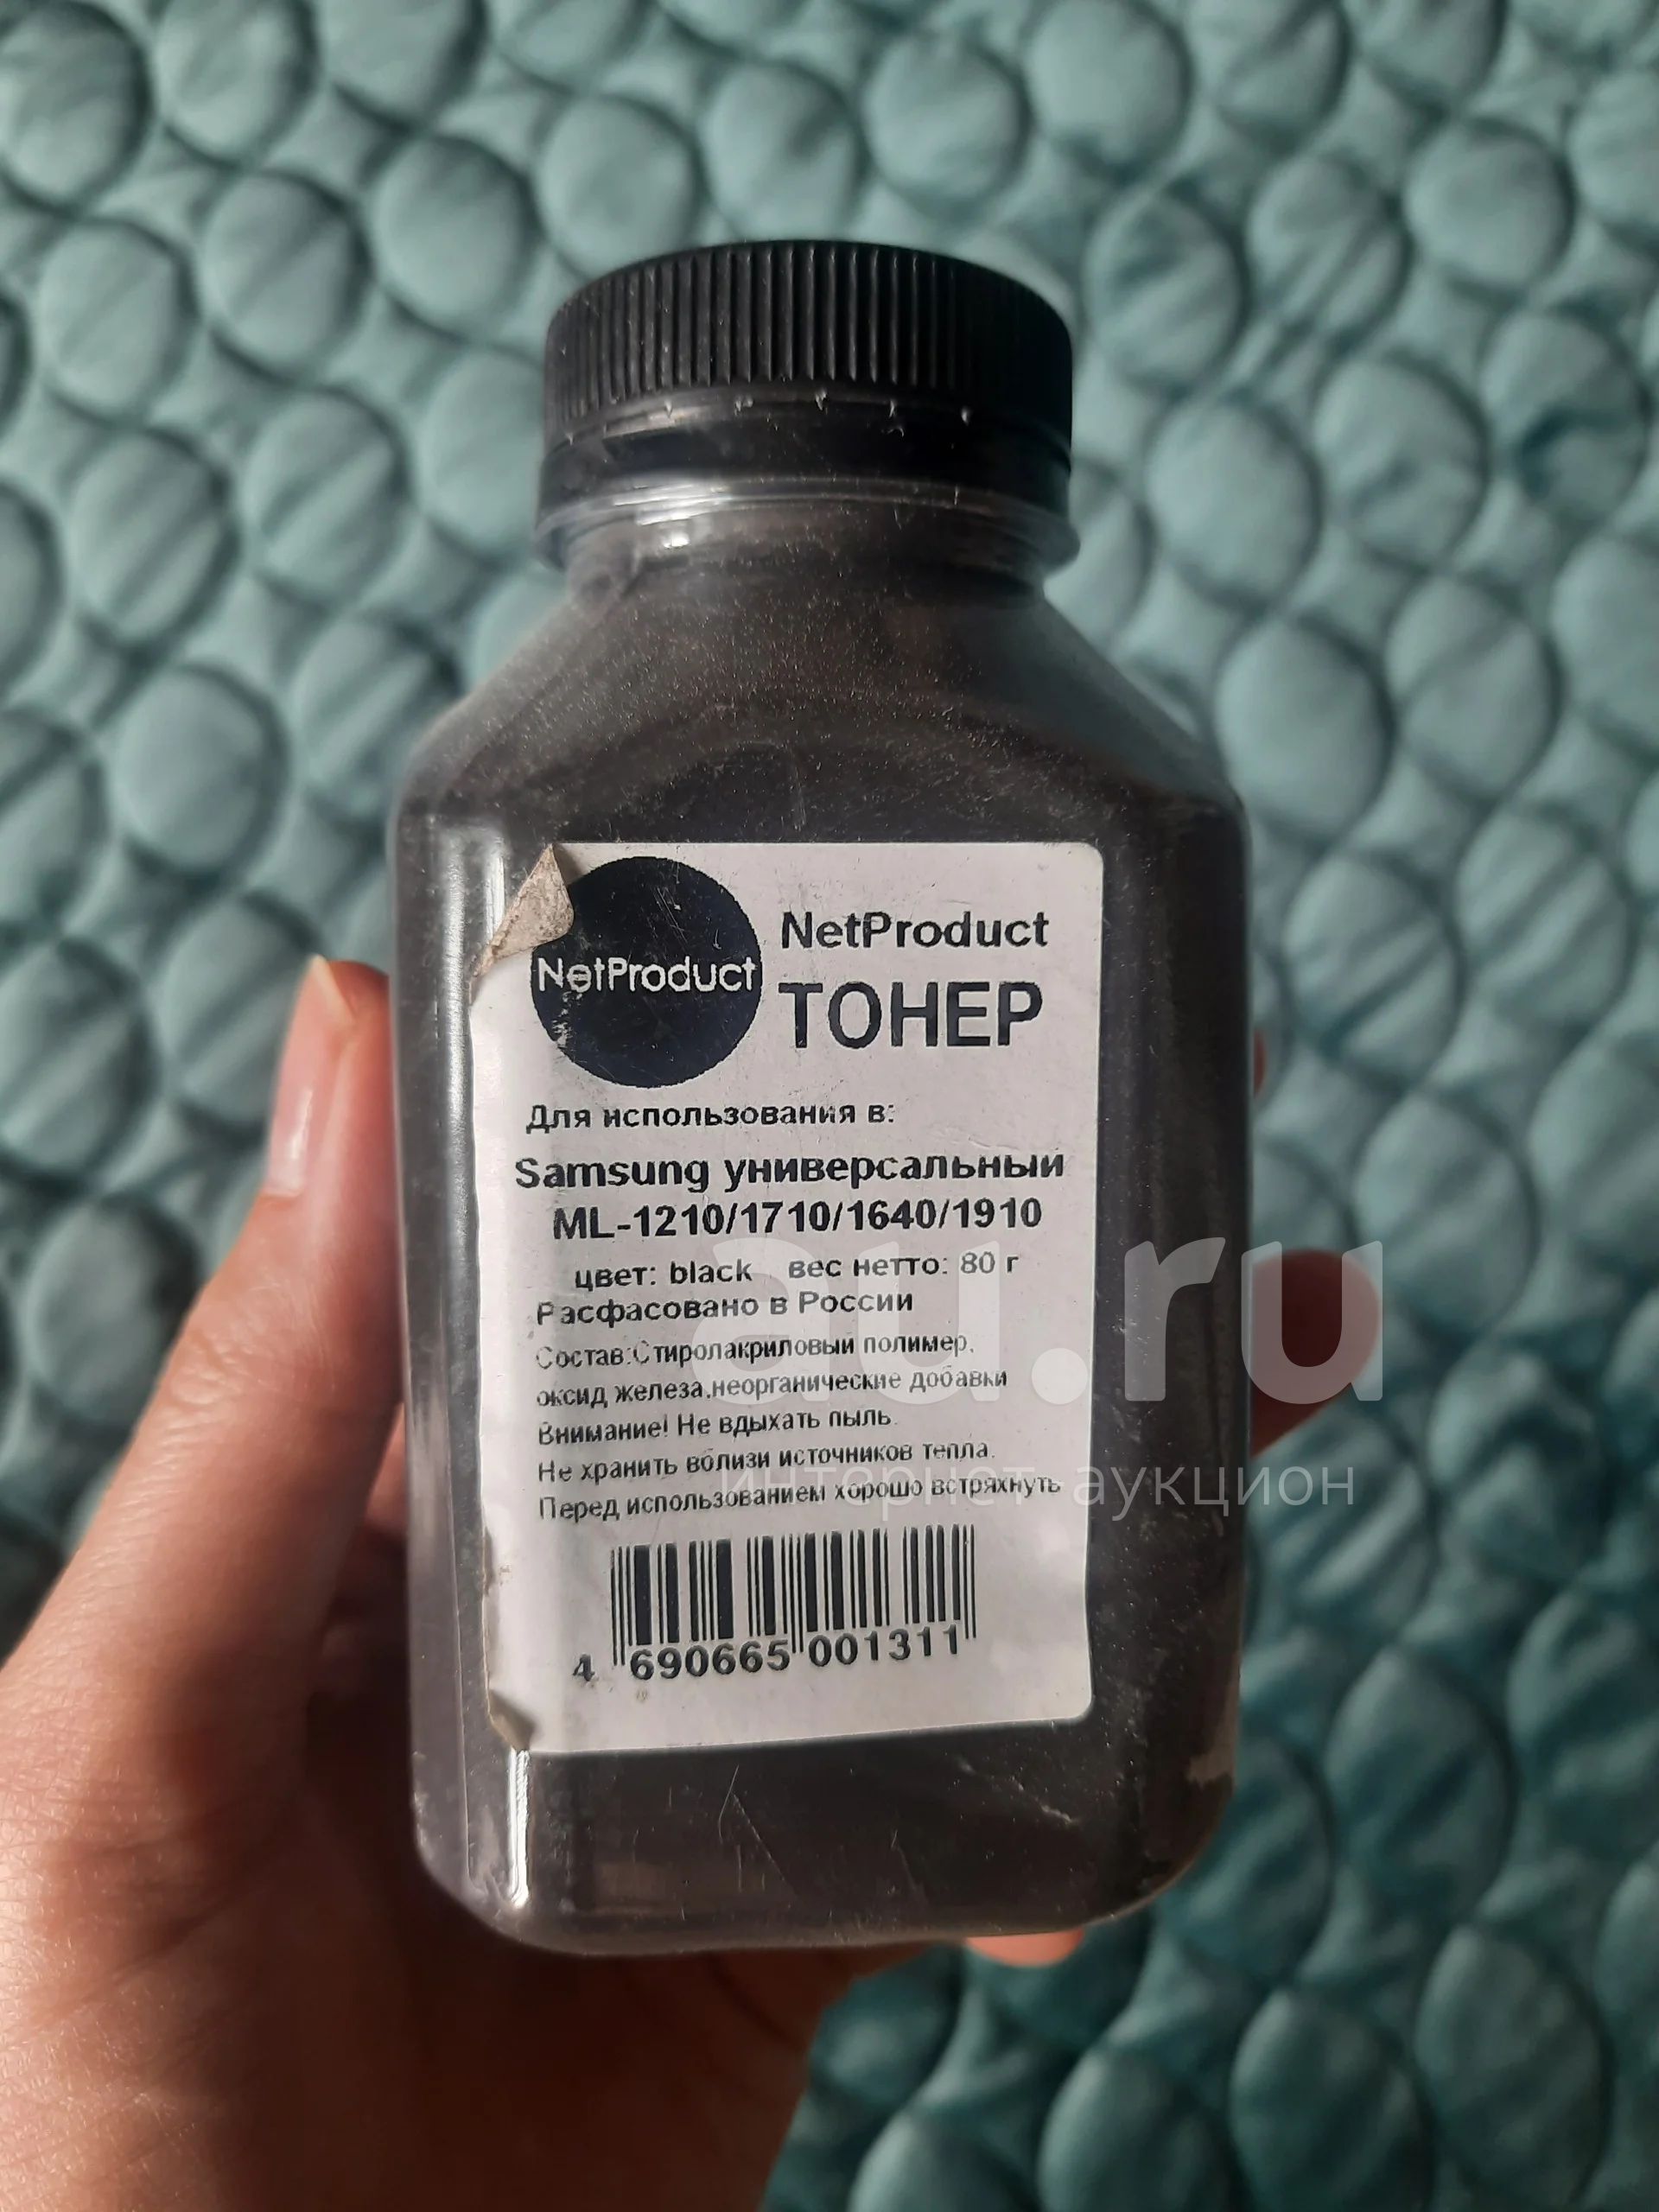 NetProduct
NetProduct
ТОНЕР
Для использования в:
Samsung универсальный
ML-1210/1710/1640/1910
цвет: black вес нетто: 80 г
Расфасовано в России
Состав:Стиролакриловый полимер,
оксид железа,неорганические добавки
Внимание! Не вдыхать пыль.
Не хранить вблизи источников тепла.
Перед использованием хорошо встряхнуть
4 690665 001311
au.ru
интернет аукцион